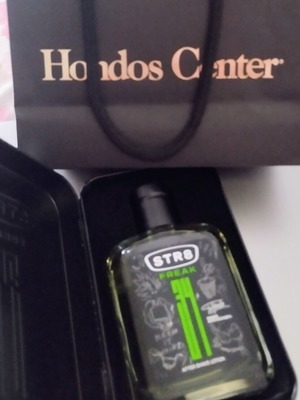 Hondos Center
STR8
FREAK
AFTER SHAVE LOTION